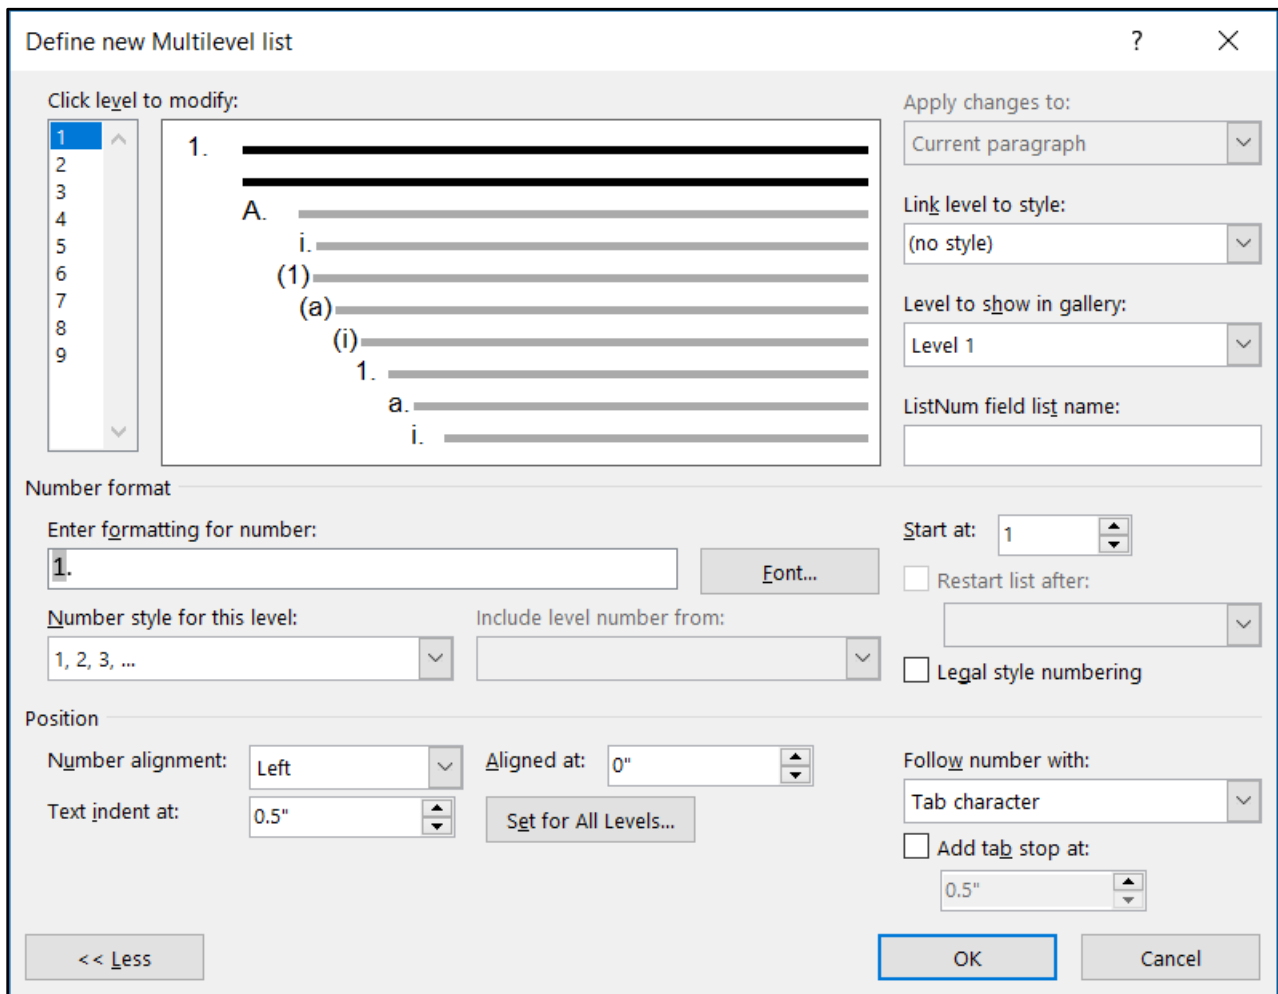 Define new Multilevel list ?
Click level to modify:
1
2
3
4
5
6
7
8
9
1.
A.
i.
(1)
(a)
(i)
1.
a.
i.
Apply changes to:
Current paragraph
Link level to style:
(no style)
Level to show in gallery:
Level 1
ListNum field list name:
Number format
Enter formatting for number:
1.
Font...
Start at: 1
Restart list after:
Number style for this level:
1, 2, 3, ...
Include level number from:
Legal style numbering
Position
Number alignment: Left
Aligned at: 0"
Text indent at: 0.5"
Set for All Levels...
Follow number with:
Tab character
Add tab stop at:
0.5"
<< Less
OK
Cancel